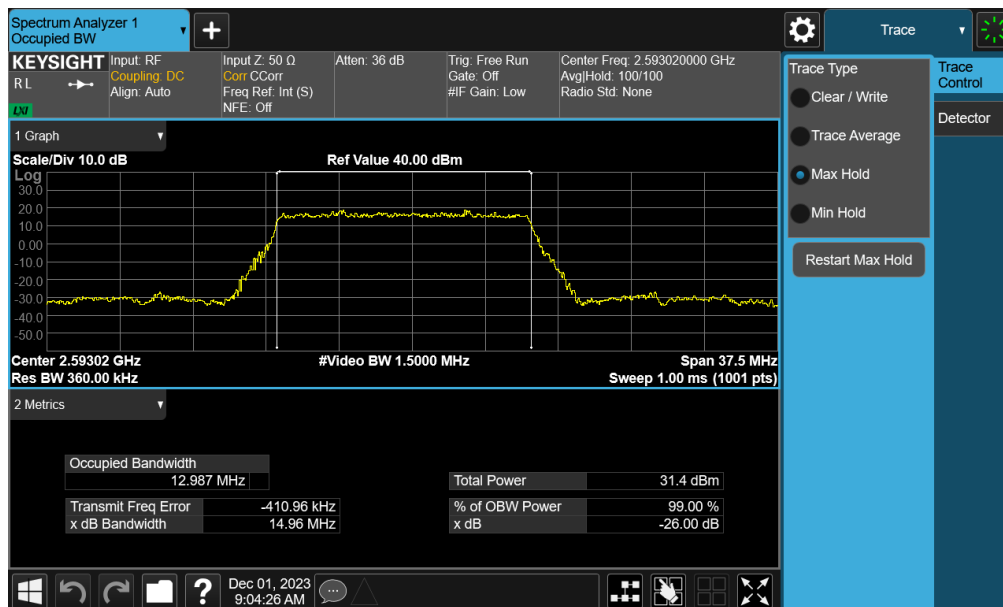 Spectrum Analyzer 1
Occupied BW
+
Trace
KEYSIGHT
R L
LXI
Input: RF
Coupling: DC
Align: Auto
Input Z: 50 Ω
Corr CCorr
Freq Ref: Int (S)
NFE: Off
Atten: 36 dB
Trig: Free Run
Gate: Off
#IF Gain: Low
Center Freq: 2.593020000 GHz
Avg|Hold: 100/100
Radio Std: None
Trace Type
Clear / Write
Trace Average
Max Hold
Min Hold
Restart Max Hold
Trace
Control
Detector
1 Graph
Scale/Div 10.0 dB
Ref Value 40.00 dBm
Log
30.0
20.0
10.0
0.00
-10.0
-20.0
-30.0
-40.0
-50.0
Center 2.59302 GHz
#Video BW 1.5000 MHz
Span 37.5 MHz
Res BW 360.00 kHz
Sweep 1.00 ms (1001 pts)
2 Metrics
Occupied Bandwidth
12.987 MHz
Total Power 31.4 dBm
Transmit Freq Error -410.96 kHz
% of OBW Power 99.00 %
x dB Bandwidth 14.96 MHz
x dB -26.00 dB
?
Dec 01, 2023
9:04:26 AM